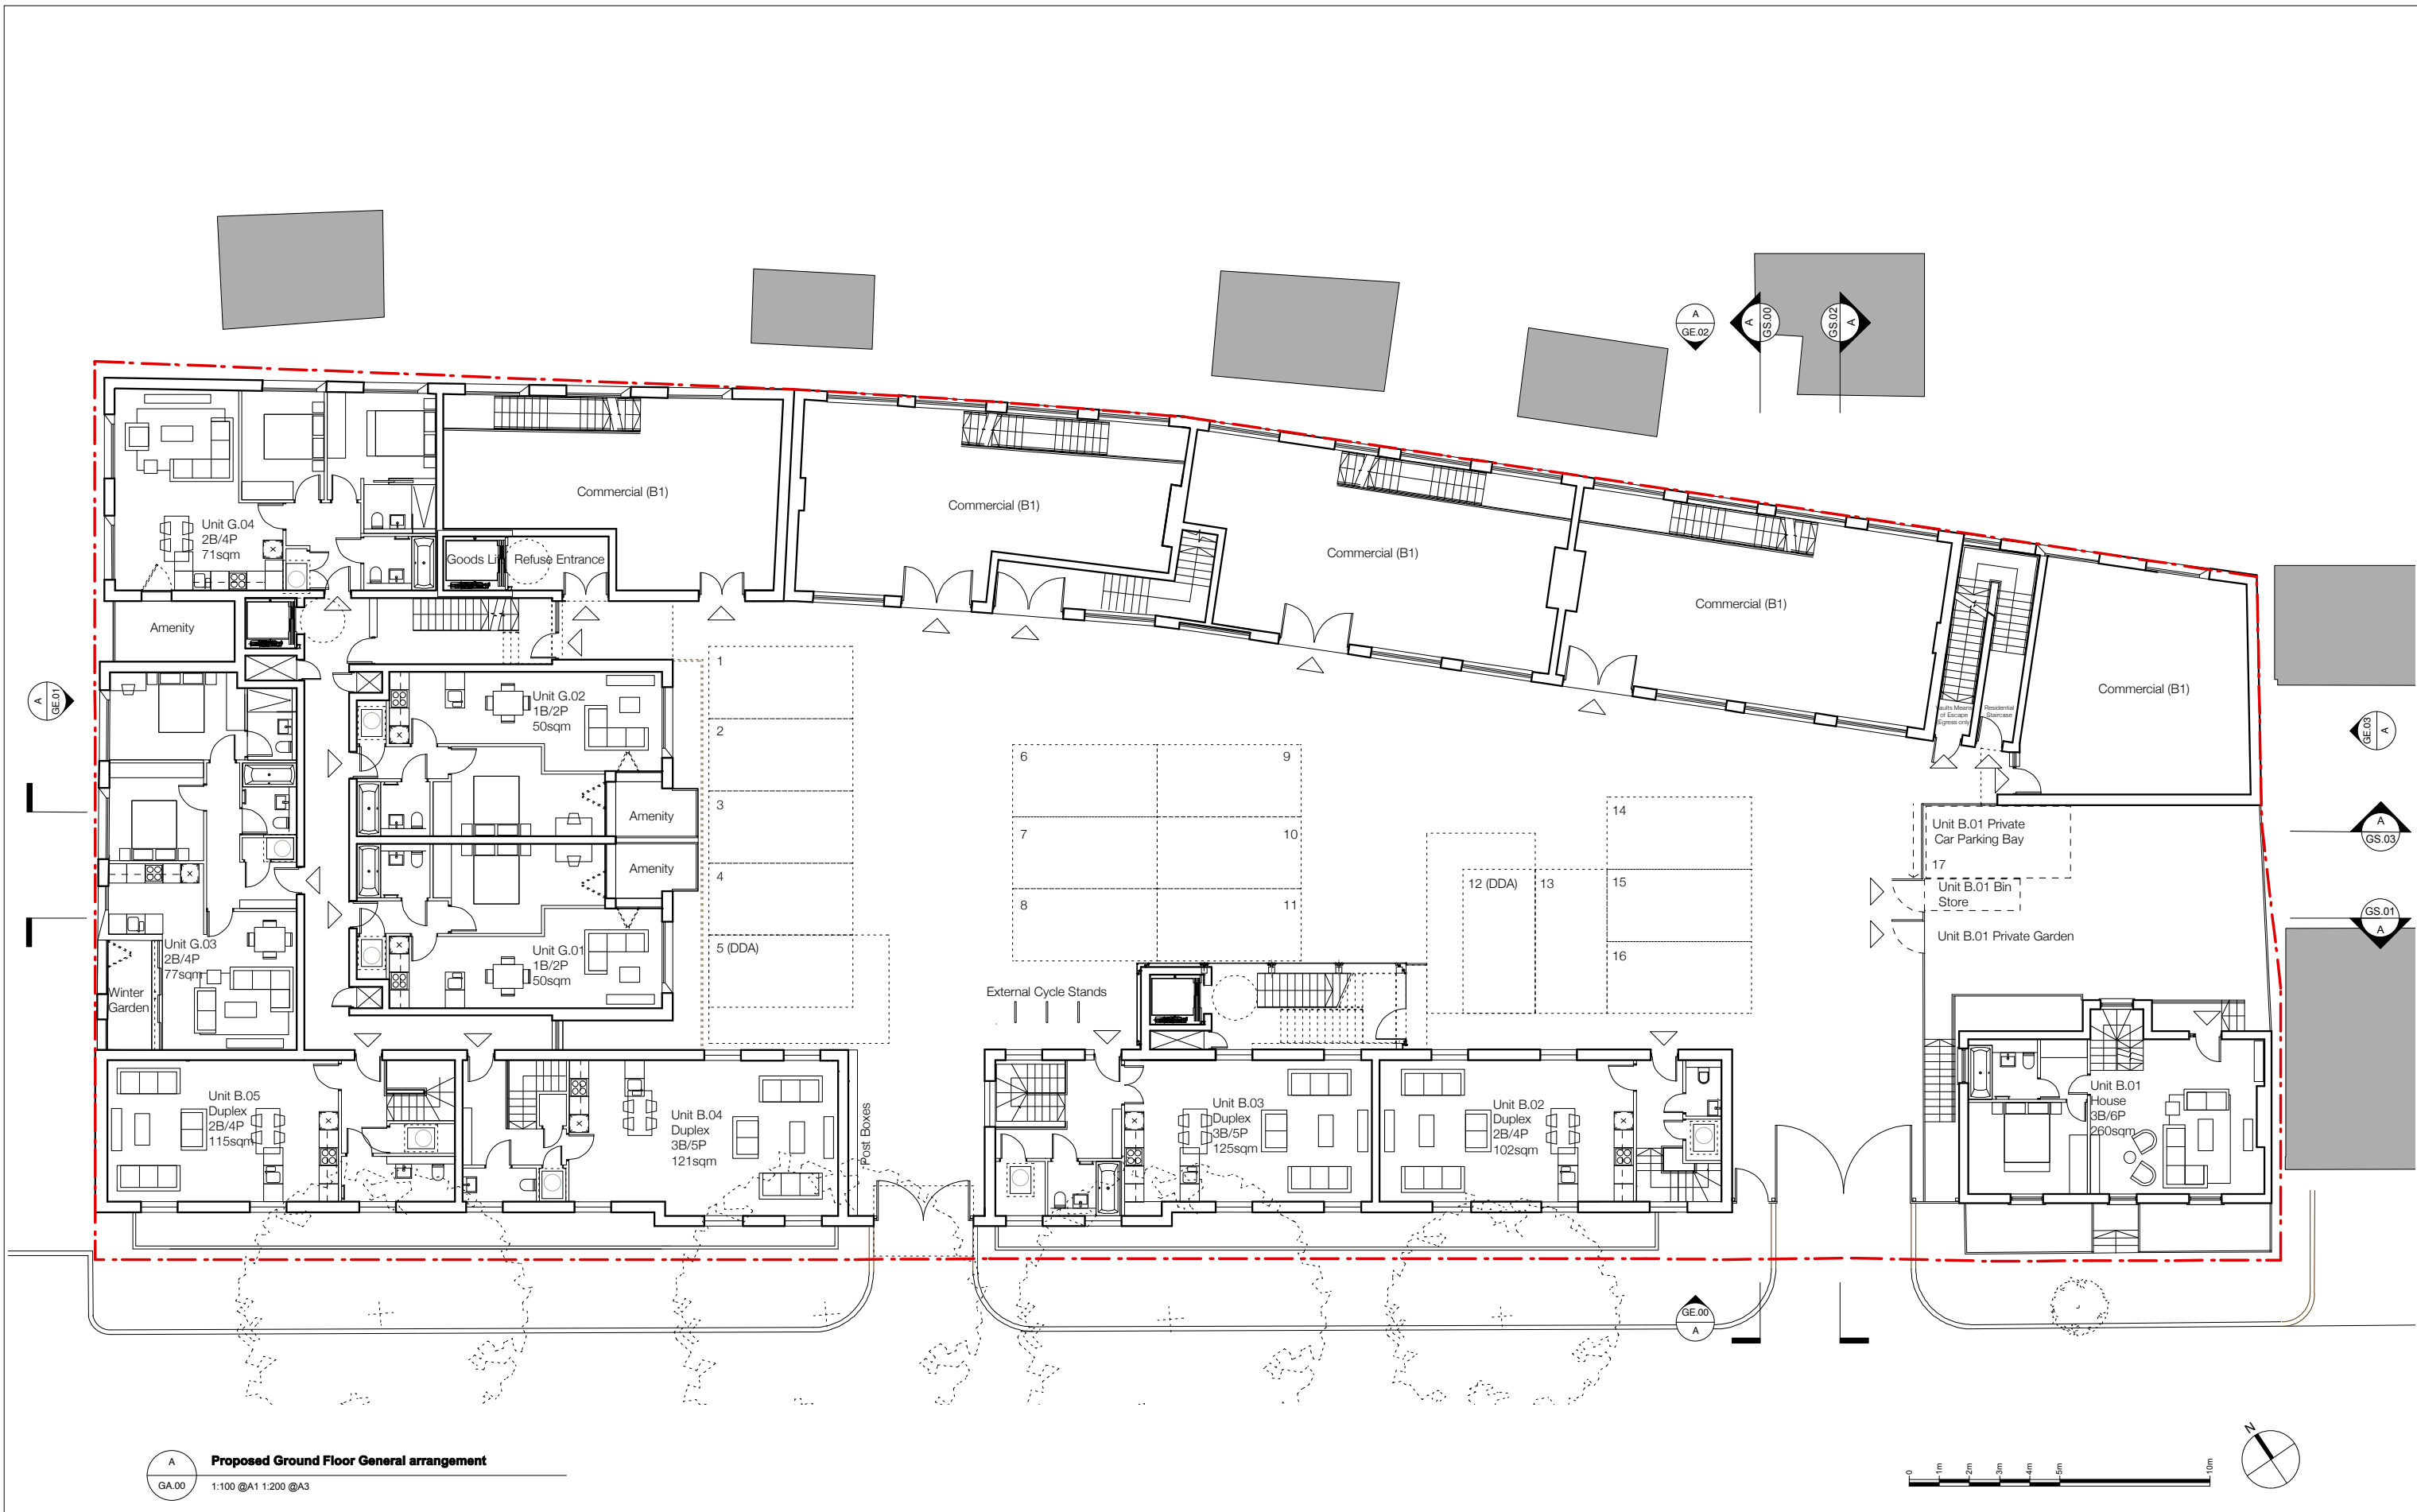 A
GE.02
A
GS.00
GS.02
A
Unit G.04
2B/4P
71sqm
Commercial (B1)
Commercial (B1)
Commercial (B1)
Commercial (B1)
Commercial (B1)
Goods Li
Refuse Entrance
Amenity
A
GE.01
Unit G.02
1B/2P
50sqm
Amenity
Amenity
Unit G.01
1B/2P
50sqm
Unit G.03
2B/4P
77sqm
Winter
Garden
1
2
3
4
5 (DDA)
6
7
8
9
10
11
12 (DDA)
13
14
15
16
Means
of Escape
Egress only
Residential
Staircase
GE.03
A
Unit B.01 Private
Car Parking Bay
17
Unit B.01 Bin
Store
Unit B.01 Private Garden
A
GS.03
GS.01
A
External Cycle Stands
Unit B.05
Duplex
2B/4P
115sqm
Unit B.04
Duplex
3B/5P
121sqm
Post Boxes
Unit B.03
Duplex
3B/5P
125sqm
Unit B.02
Duplex
2B/4P
102sqm
Unit B.01
House
3B/6P
260sqm
GE.00
A
A
GA.00
Proposed Ground Floor General arrangement
1:100 @A1 1:200 @A3
0
1m
2m
3m
4m
5m
10m
N